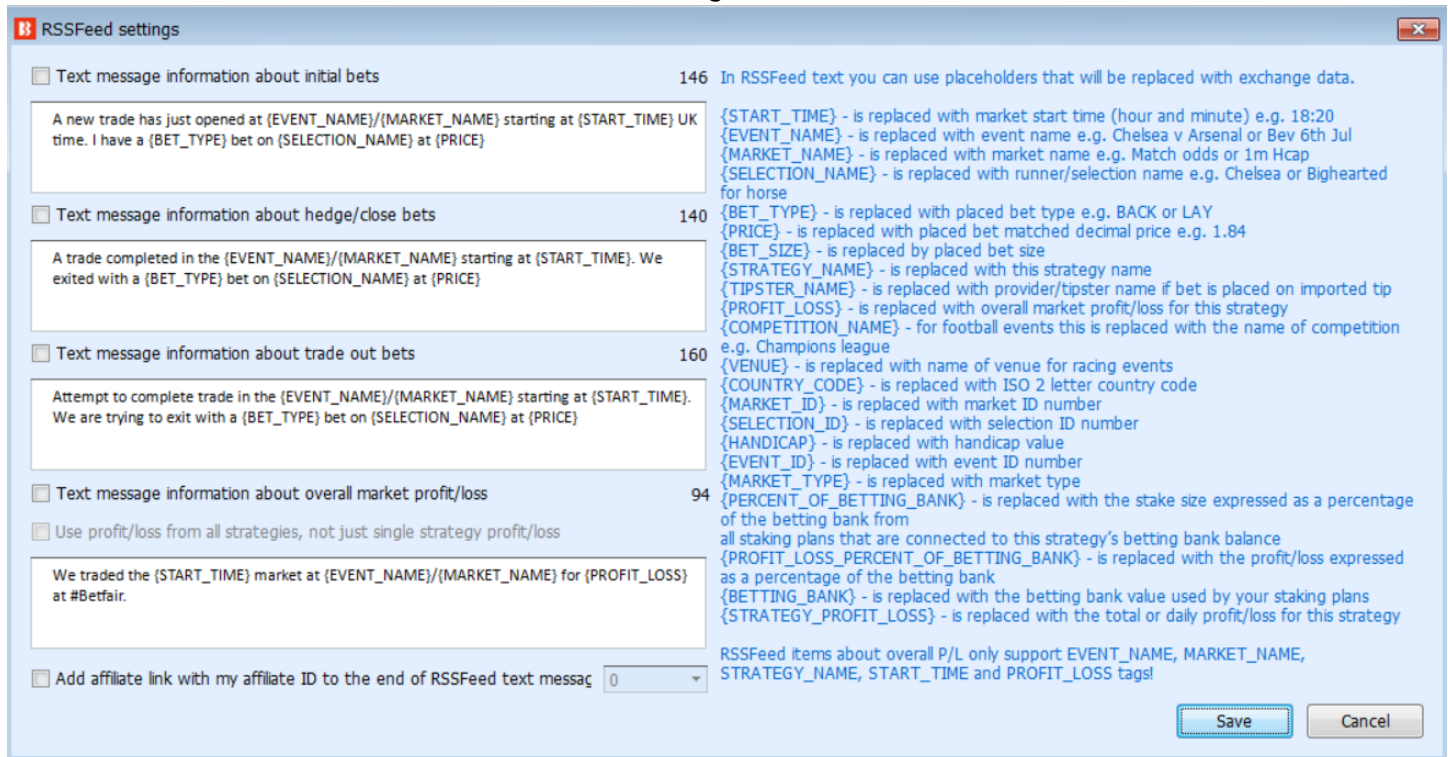 RSSFeed settings
Text message information about initial bets 146
A new trade has just opened at {EVENT_NAME}/{MARKET_NAME} starting at {START_TIME} UK
time. I have a {BET_TYPE} bet on {SELECTION_NAME} at {PRICE}
Text message information about hedge/close bets 140
A trade completed in the {EVENT_NAME}/{MARKET_NAME} starting at {START_TIME}. We
exited with a {BET_TYPE} bet on {SELECTION_NAME} at {PRICE}
Text message information about trade out bets 160
Attempt to complete trade in the {EVENT_NAME}/{MARKET_NAME} starting at {START_TIME}.
We are trying to exit with a {BET_TYPE} bet on {SELECTION_NAME} at {PRICE}
Text message information about overall market profit/loss 94
Use profit/loss from all strategies, not just single strategy profit/loss
We traded the {START_TIME} market at {EVENT_NAME}/{MARKET_NAME} for {PROFIT_LOSS}
at #Betfair.
Add affiliate link with my affiliate ID to the end of RSSFeed text messag 0
In RSSFeed text you can use placeholders that will be replaced with exchange data.
{START_TIME} - is replaced with market start time (hour and minute) e.g. 18:20
{EVENT_NAME} - is replaced with event name e.g. Chelsea v Arsenal or Bev 6th Jul
{MARKET_NAME} - is replaced with market name e.g. Match odds or 1m Hcap
{SELECTION_NAME} - is replaced with runner/selection name e.g. Chelsea or Bighearted
for horse
{BET_TYPE} - is replaced with placed bet type e.g. BACK or LAY
{PRICE} - is replaced with placed bet matched decimal price e.g. 1.84
{BET_SIZE} - is replaced by placed bet size
{STRATEGY_NAME} - is replaced with this strategy name
{TIPSTER_NAME} - is replaced with provider/tipster name if bet is placed on imported tip
{PROFIT_LOSS} - is replaced with overall market profit/loss for this strategy
{COMPETITION_NAME} - for football events this is replaced with the name of competition
e.g. Champions league
{VENUE} - is replaced with name of venue for racing events
{COUNTRY_CODE} - is replaced with ISO 2 letter country code
{MARKET_ID} - is replaced with market ID number
{SELECTION_ID} - is replaced with selection ID number
{HANDICAP} - is replaced with handicap value
{EVENT_ID} - is replaced with event ID number
{MARKET_TYPE} - is replaced with market type
{PERCENT_OF_BETTING_BANK} - is replaced with the stake size expressed as a percentage
of the betting bank from
all staking plans that are connected to this strategy's betting bank balance
{PROFIT_LOSS_PERCENT_OF_BETTING_BANK} - is replaced with the profit/loss expressed
as a percentage of the betting bank
{BETTING_BANK} - is replaced with the betting bank value used by your staking plans
{STRATEGY_PROFIT_LOSS} - is replaced with the total or daily profit/loss for this strategy
RSSFeed items about overall P/L only support EVENT_NAME, MARKET_NAME,
STRATEGY_NAME, START_TIME and PROFIT_LOSS tags!
Save Cancel